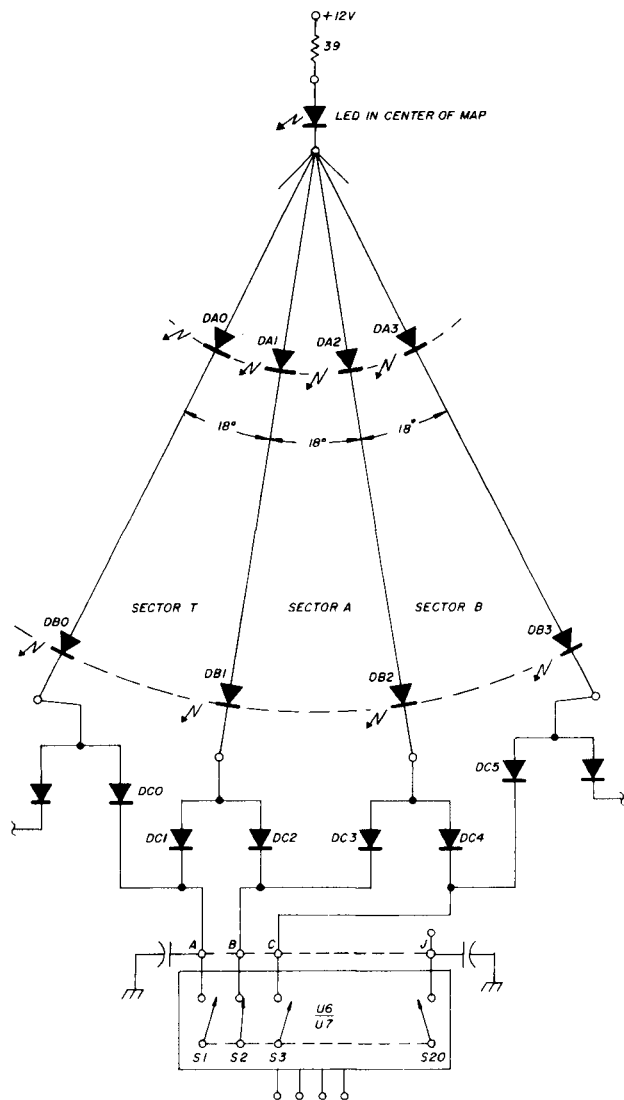 +12V
39
LED IN CENTER OF MAP
DA0
DA1
DA2
DA3
18°
18°
18°
SECTOR T
SECTOR A
SECTOR B
DB0
DB1
DB2
DB3
DC0
DC1
DC2
DC3
DC4
DC5
A
B
C
J
U6
U7
S1
S2
S3
S20